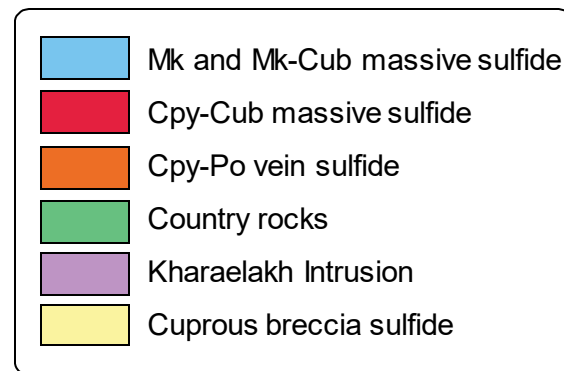 Mk and Mk-Cub massive sulfide
Cpy-Cub massive sulfide
Cpy-Po vein sulfide
Country rocks
Kharaelakh Intrusion
Cuprous breccia sulfide